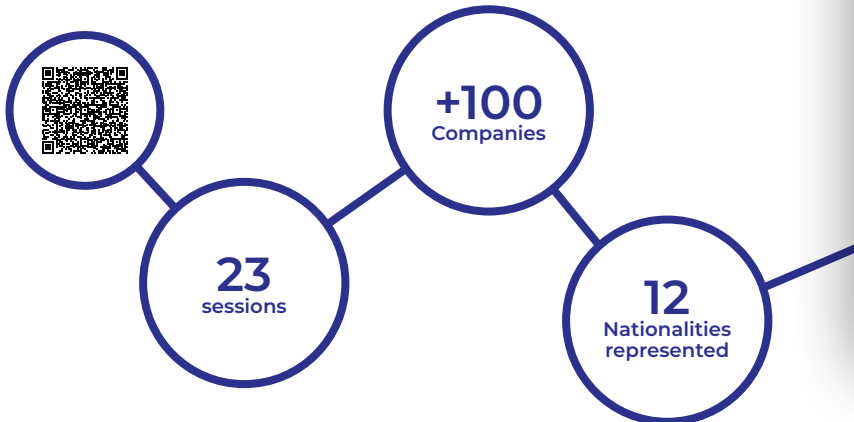 +100
Companies
23
sessions
12
Nationalities
represented